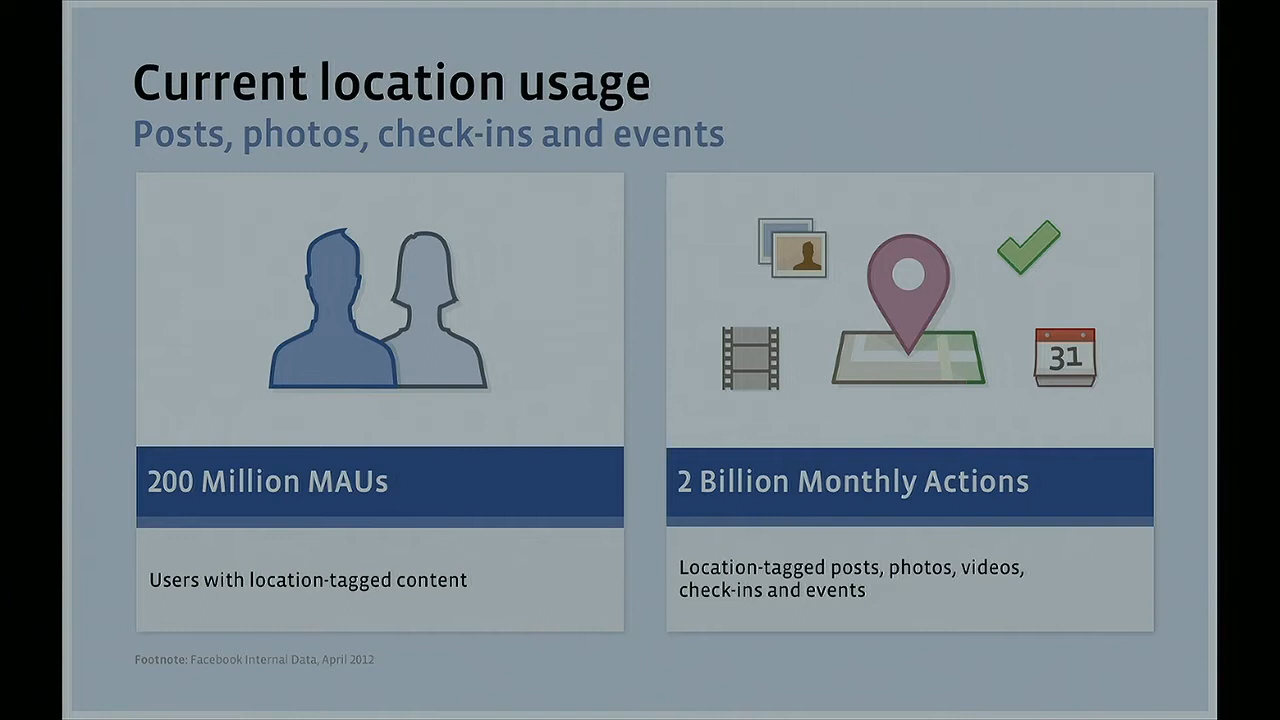 Current location usage
Posts, photos, check-ins and events
31
200 Million MAUs
2 Billion Monthly Actions
Users with location-tagged content
Location-tagged posts, photos, videos,
check-ins and events
Footnote: Facebook Internal Data, April 2012